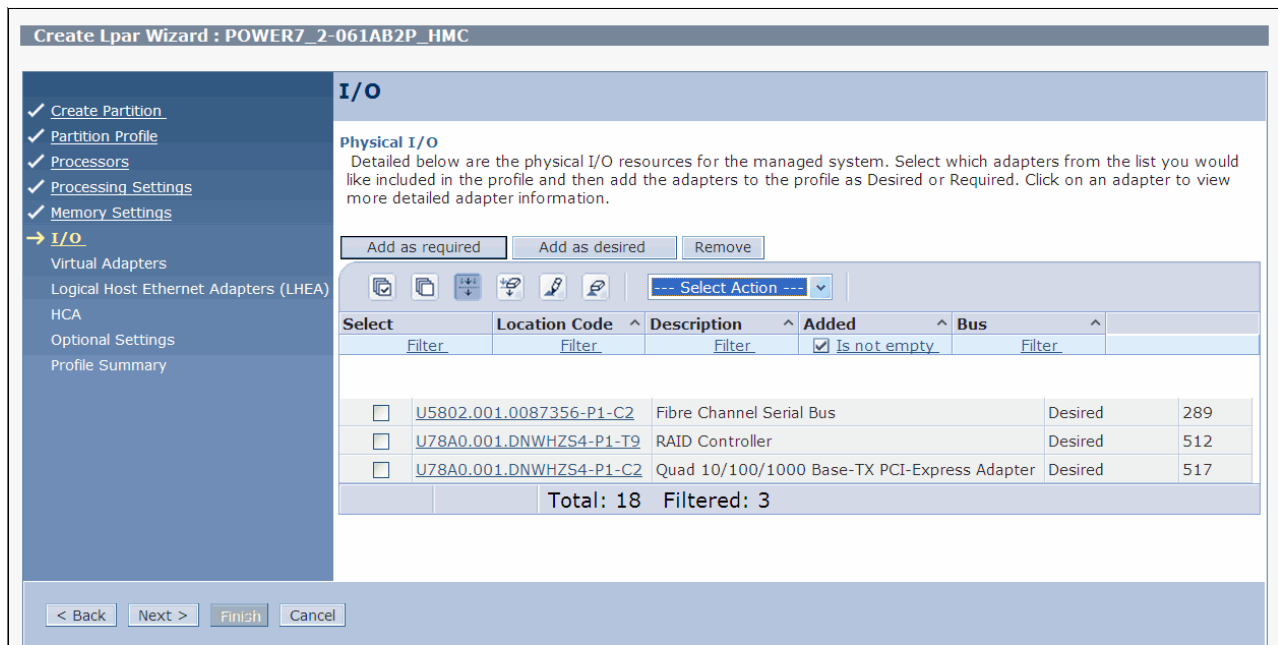 Create Lpar Wizard : POWER7_2-061AB2P_HMC
Create Partition
Partition Profile
Processors
Processing Settings
Memory Settings
I/O
Virtual Adapters
Logical Host Ethernet Adapters (LHEA)
HCA
Optional Settings
Profile Summary
I/O
Physical I/O
Detailed below are the physical I/O resources for the managed system. Select which adapters from the list you would
like included in the profile and then add the adapters to the profile as Desired or Required. Click on an adapter to view
more detailed adapter information.
Add as required Add as desired Remove
--- Select Action ---
Select Location Code ^ Description ^ Added ^ Bus ^
Filter Filter Filter Is not empty Filter
U5802.001.0087356-P1-C2 Fibre Channel Serial Bus Desired 289
U78A0.001.DNWHZS4-P1-T9 RAID Controller Desired 512
U78A0.001.DNWHZS4-P1-C2 Quad 10/100/1000 Base-TX PCI-Express Adapter Desired 517
Total: 18 Filtered: 3
< Back Next > Finish Cancel